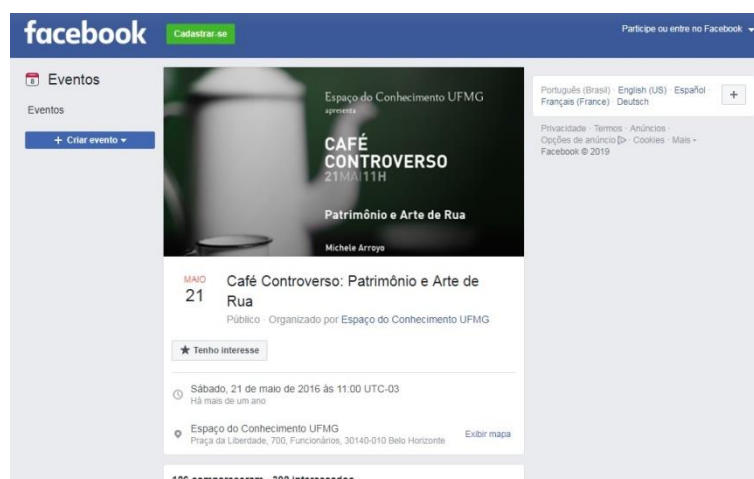 facebook
Cadastrar-se
Participe ou entre no Facebook
8
Eventos
Eventos
+ Criar evento
Espaço do Conhecimento UFMG
apresenta
CAFÉ
CONTROVERSO
21MAI11H
Patrimônio e Arte de Rua
Michele Arroyo
MAIO
21
Café Controverso: Patrimônio e Arte de
Rua
Público · Organizado por Espaço do Conhecimento UFMG
Tenho interesse
Sábado, 21 de maio de 2016 às 11:00 UTC-03
Há mais de um ano
Espaço do Conhecimento UFMG
Praça da Liberdade, 700, Funcionários, 30140-010 Belo Horizonte
Exibir mapa
Português (Brasil) · English (US) · Español ·
Français (France) · Deutsch
+
Privacidade · Termos · Anúncios ·
Opções de anúncio · Cookies · Mais
Facebook © 2019